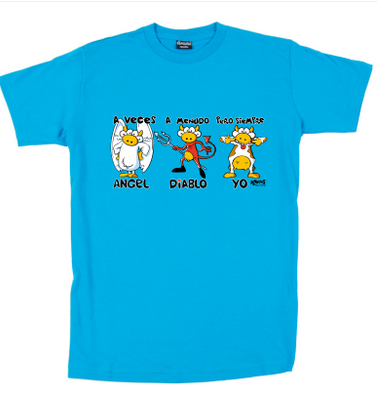 A VECES A MENUDO PERO SIEMPRE
ANGEL DIABLO YO